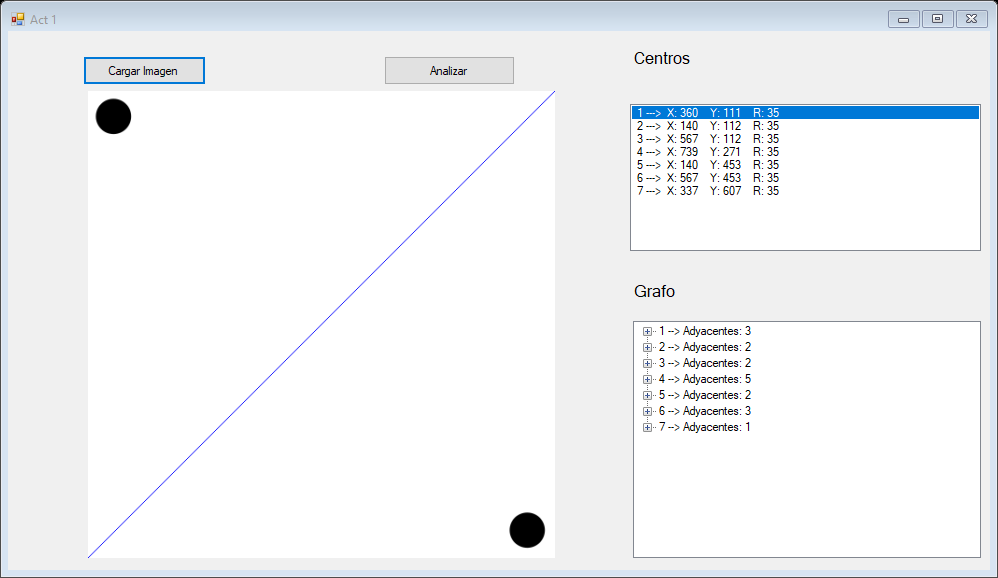 Act 1
Cargar Imagen
Analizar
Centros
1 ---> X: 360 Y: 111 R: 35
2 ---> X: 140 Y: 112 R: 35
3 ---> X: 567 Y: 112 R: 35
4 ---> X: 739 Y: 271 R: 35
5 ---> X: 140 Y: 453 R: 35
6 ---> X: 567 Y: 453 R: 35
7 ---> X: 337 Y: 607 R: 35
Grafo
1 --> Adyacentes: 3
2 --> Adyacentes: 2
3 --> Adyacentes: 2
4 --> Adyacentes: 5
5 --> Adyacentes: 2
6 --> Adyacentes: 3
7 --> Adyacentes: 1